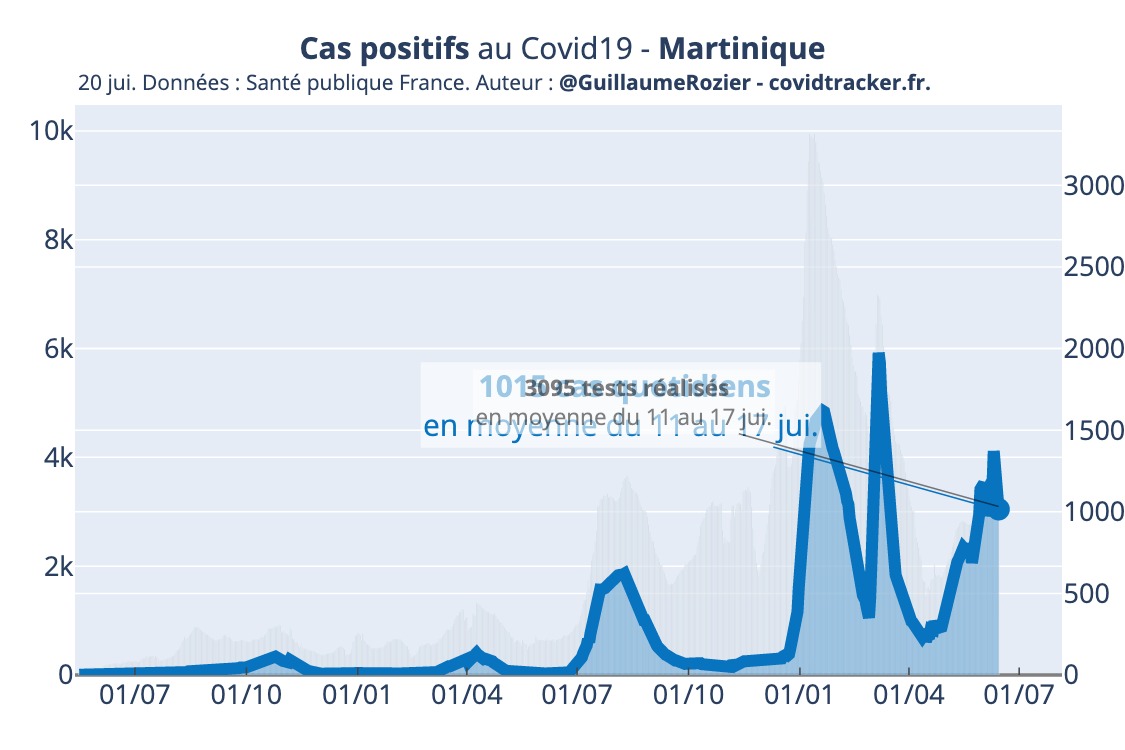 Cas positifs au Covid19 - Martinique
20 jui. Données : Santé publique France. Auteur : @GuillaumeRozier - covidtracker.fr.
10k
8k
6k
4k
2k
0
3000
2500
2000
1500
1000
500
0
1015 cas quotidiens
en moyenne du 11 au 17 jui.
3095 tests réalisés
en moyenne du 11 au 17 jui.
01/07
01/10
01/01
01/04
01/07
01/10
01/01
01/04
01/07